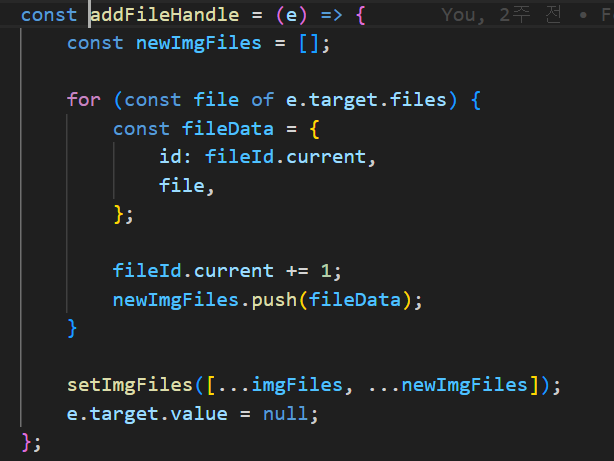 const addFileHandle = (e) => { You, 2주 전 • F
const newImgFiles = [];
for (const file of e.target.files) {
const fileData = {
id: fileId.current,
file,
};
fileId.current += 1;
newImgFiles.push(fileData);
}
setImgFiles([...imgFiles, ...newImgFiles]);
e.target.value = null;
};